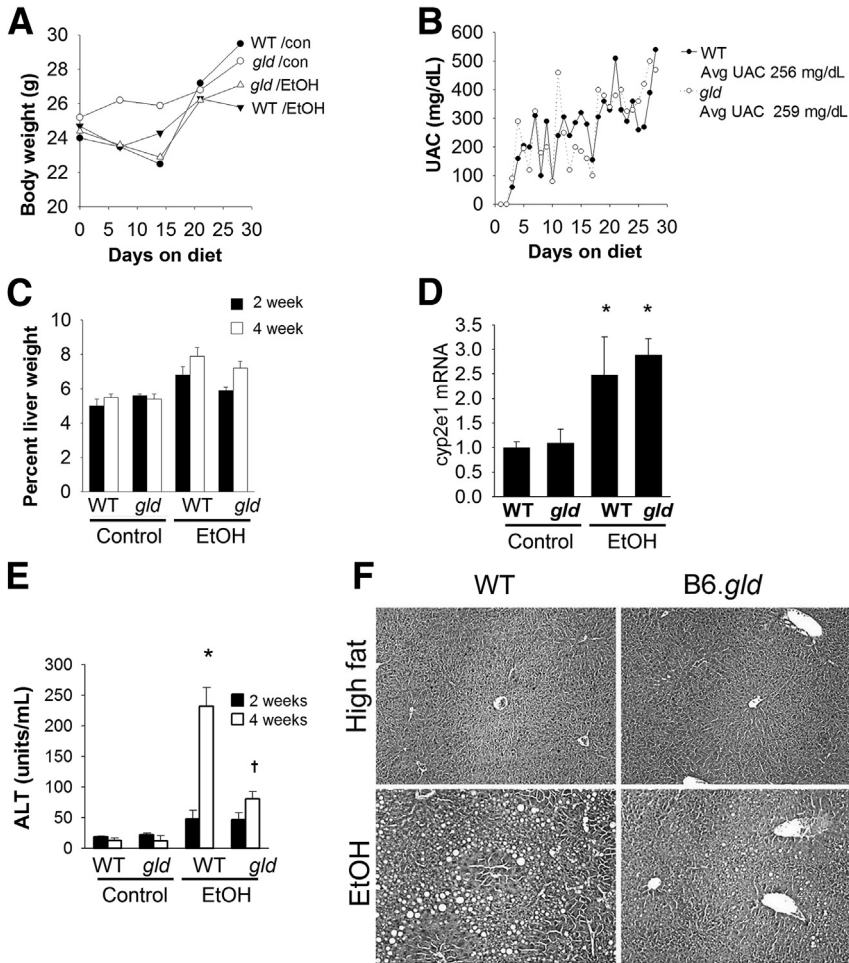 A
Body weight (g)
30
28
26
24
22
20
0 5 10 15 20 25 30
Days on diet
WT /con
gld /con
gld /EtOH
WT /EtOH
B
UAC (mg/dL)
600
500
400
300
200
100
0
0 5 10 15 20 25 30
Days on diet
WT
Avg UAC 256 mg/dL
gld
Avg UAC 259 mg/dL
C
Percent liver weight
10
8
6
4
2
0
2 week
4 week
WT gld WT gld
Control EtOH
D
cyp2e1 mRNA
3.5
3.0
2.5
2.0
1.5
1.0
0.5
0.0
* *
WT gld WT gld
Control EtOH
E
ALT (units/mL)
300
250
200
150
100
50
0
*
†
2 weeks
4 weeks
WT gld WT gld
Control EtOH
F
WT B6.gld
High fat
EtOH